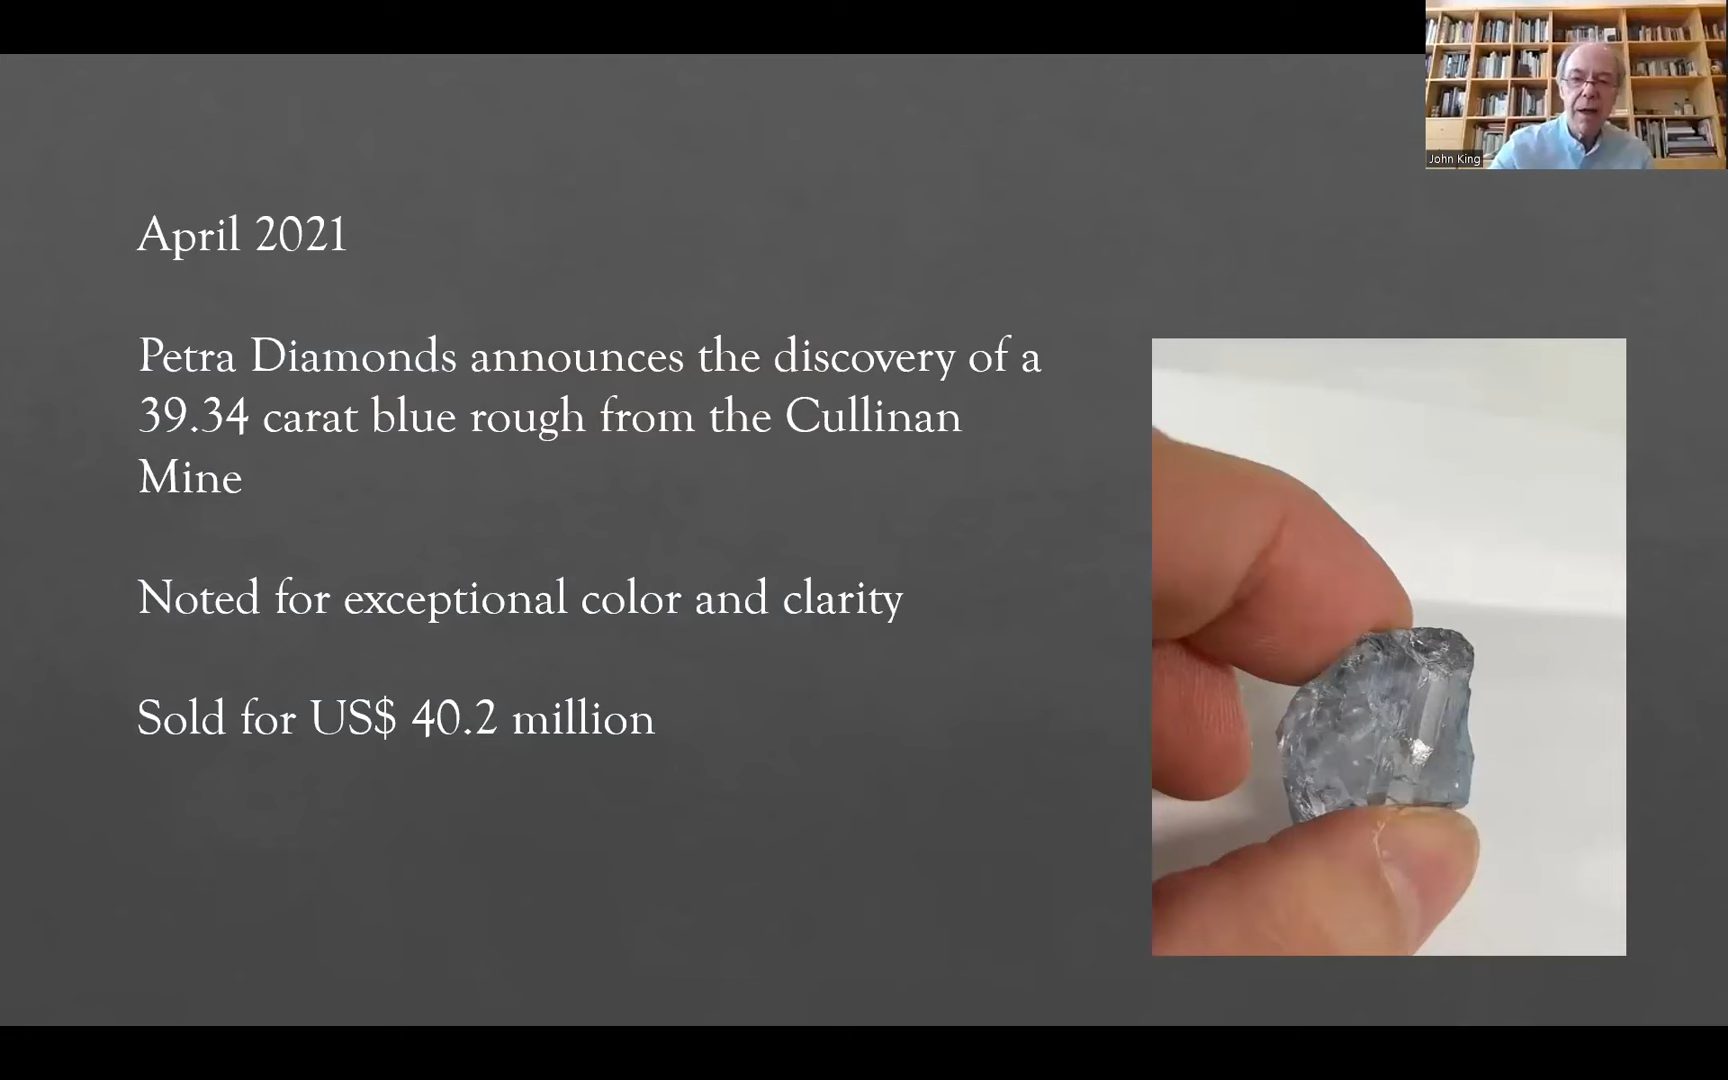 John King
April 2021
Petra Diamonds announces the discovery of a
39.34 carat blue rough from the Cullinan
Mine
Noted for exceptional color and clarity
Sold for US$ 40.2 million